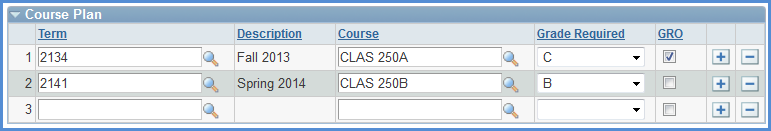 Course Plan
Term Description Course Grade Required GRO
1 2134 Fall 2013 CLAS 250A C
2 2141 Spring 2014 CLAS 250B B
3